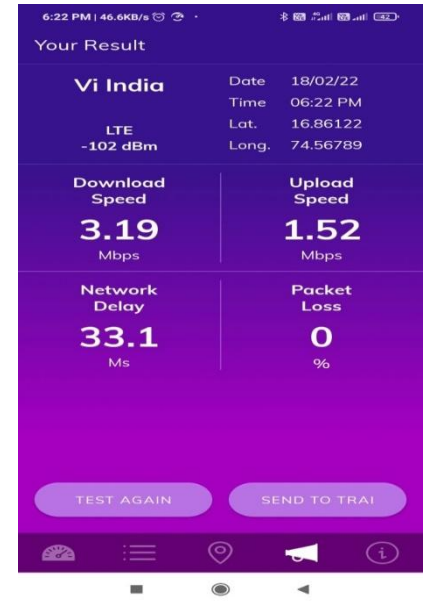 6:22 PM | 46.6KB/s
42
Your Result
Vi India
LTE
-102 dBm
Date 18/02/22
Time 06:22 PM
Lat. 16.86122
Long. 74.56789
Download
Speed
3.19
Mbps
Upload
Speed
1.52
Mbps
Network
Delay
33.1
Ms
Packet
Loss
0
%
TEST AGAIN
SEND TO TRAI